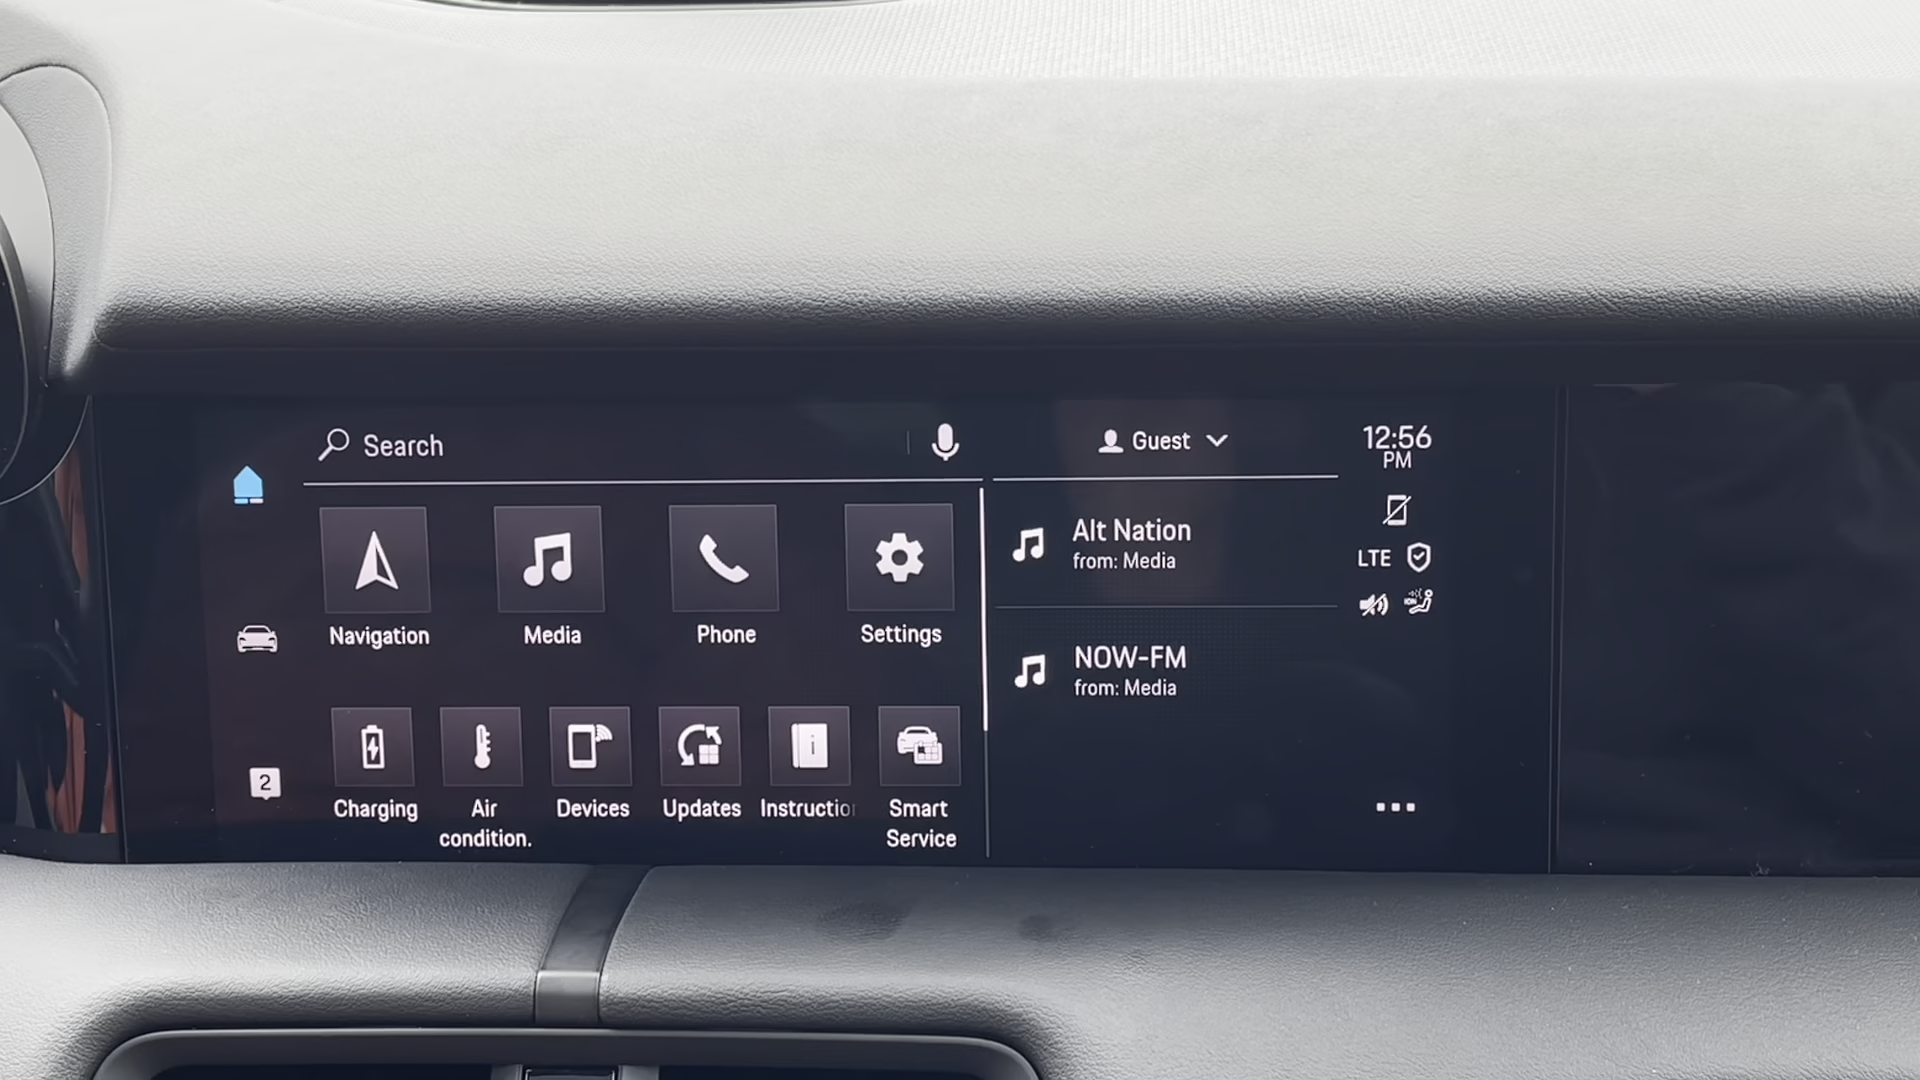 Search
Guest
12:56
PM
Navigation
Media
Phone
Settings
Alt Nation
from: Media
LTE
NOW-FM
from: Media
2
Charging
Air
condition.
Devices
Updates
Instructio
Smart
Service